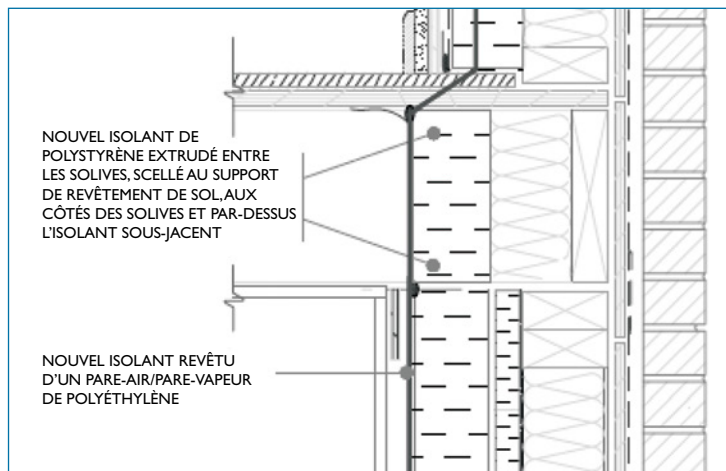 NOUVEL ISOLANT DE
POLYSTYRÈNE EXTRUDÉ ENTRE
LES SOLIVES, SCELLÉ AU SUPPORT
DE REVÊTEMENT DE SOL, AUX
CÔTÉS DES SOLIVES ET PAR-DESSUS
L'ISOLANT SOUS-JACENT
NOUVEL ISOLANT REVÊTU
D'UN PARE-AIR/PARE-VAPEUR
DE POLYÉTHYLÈNE